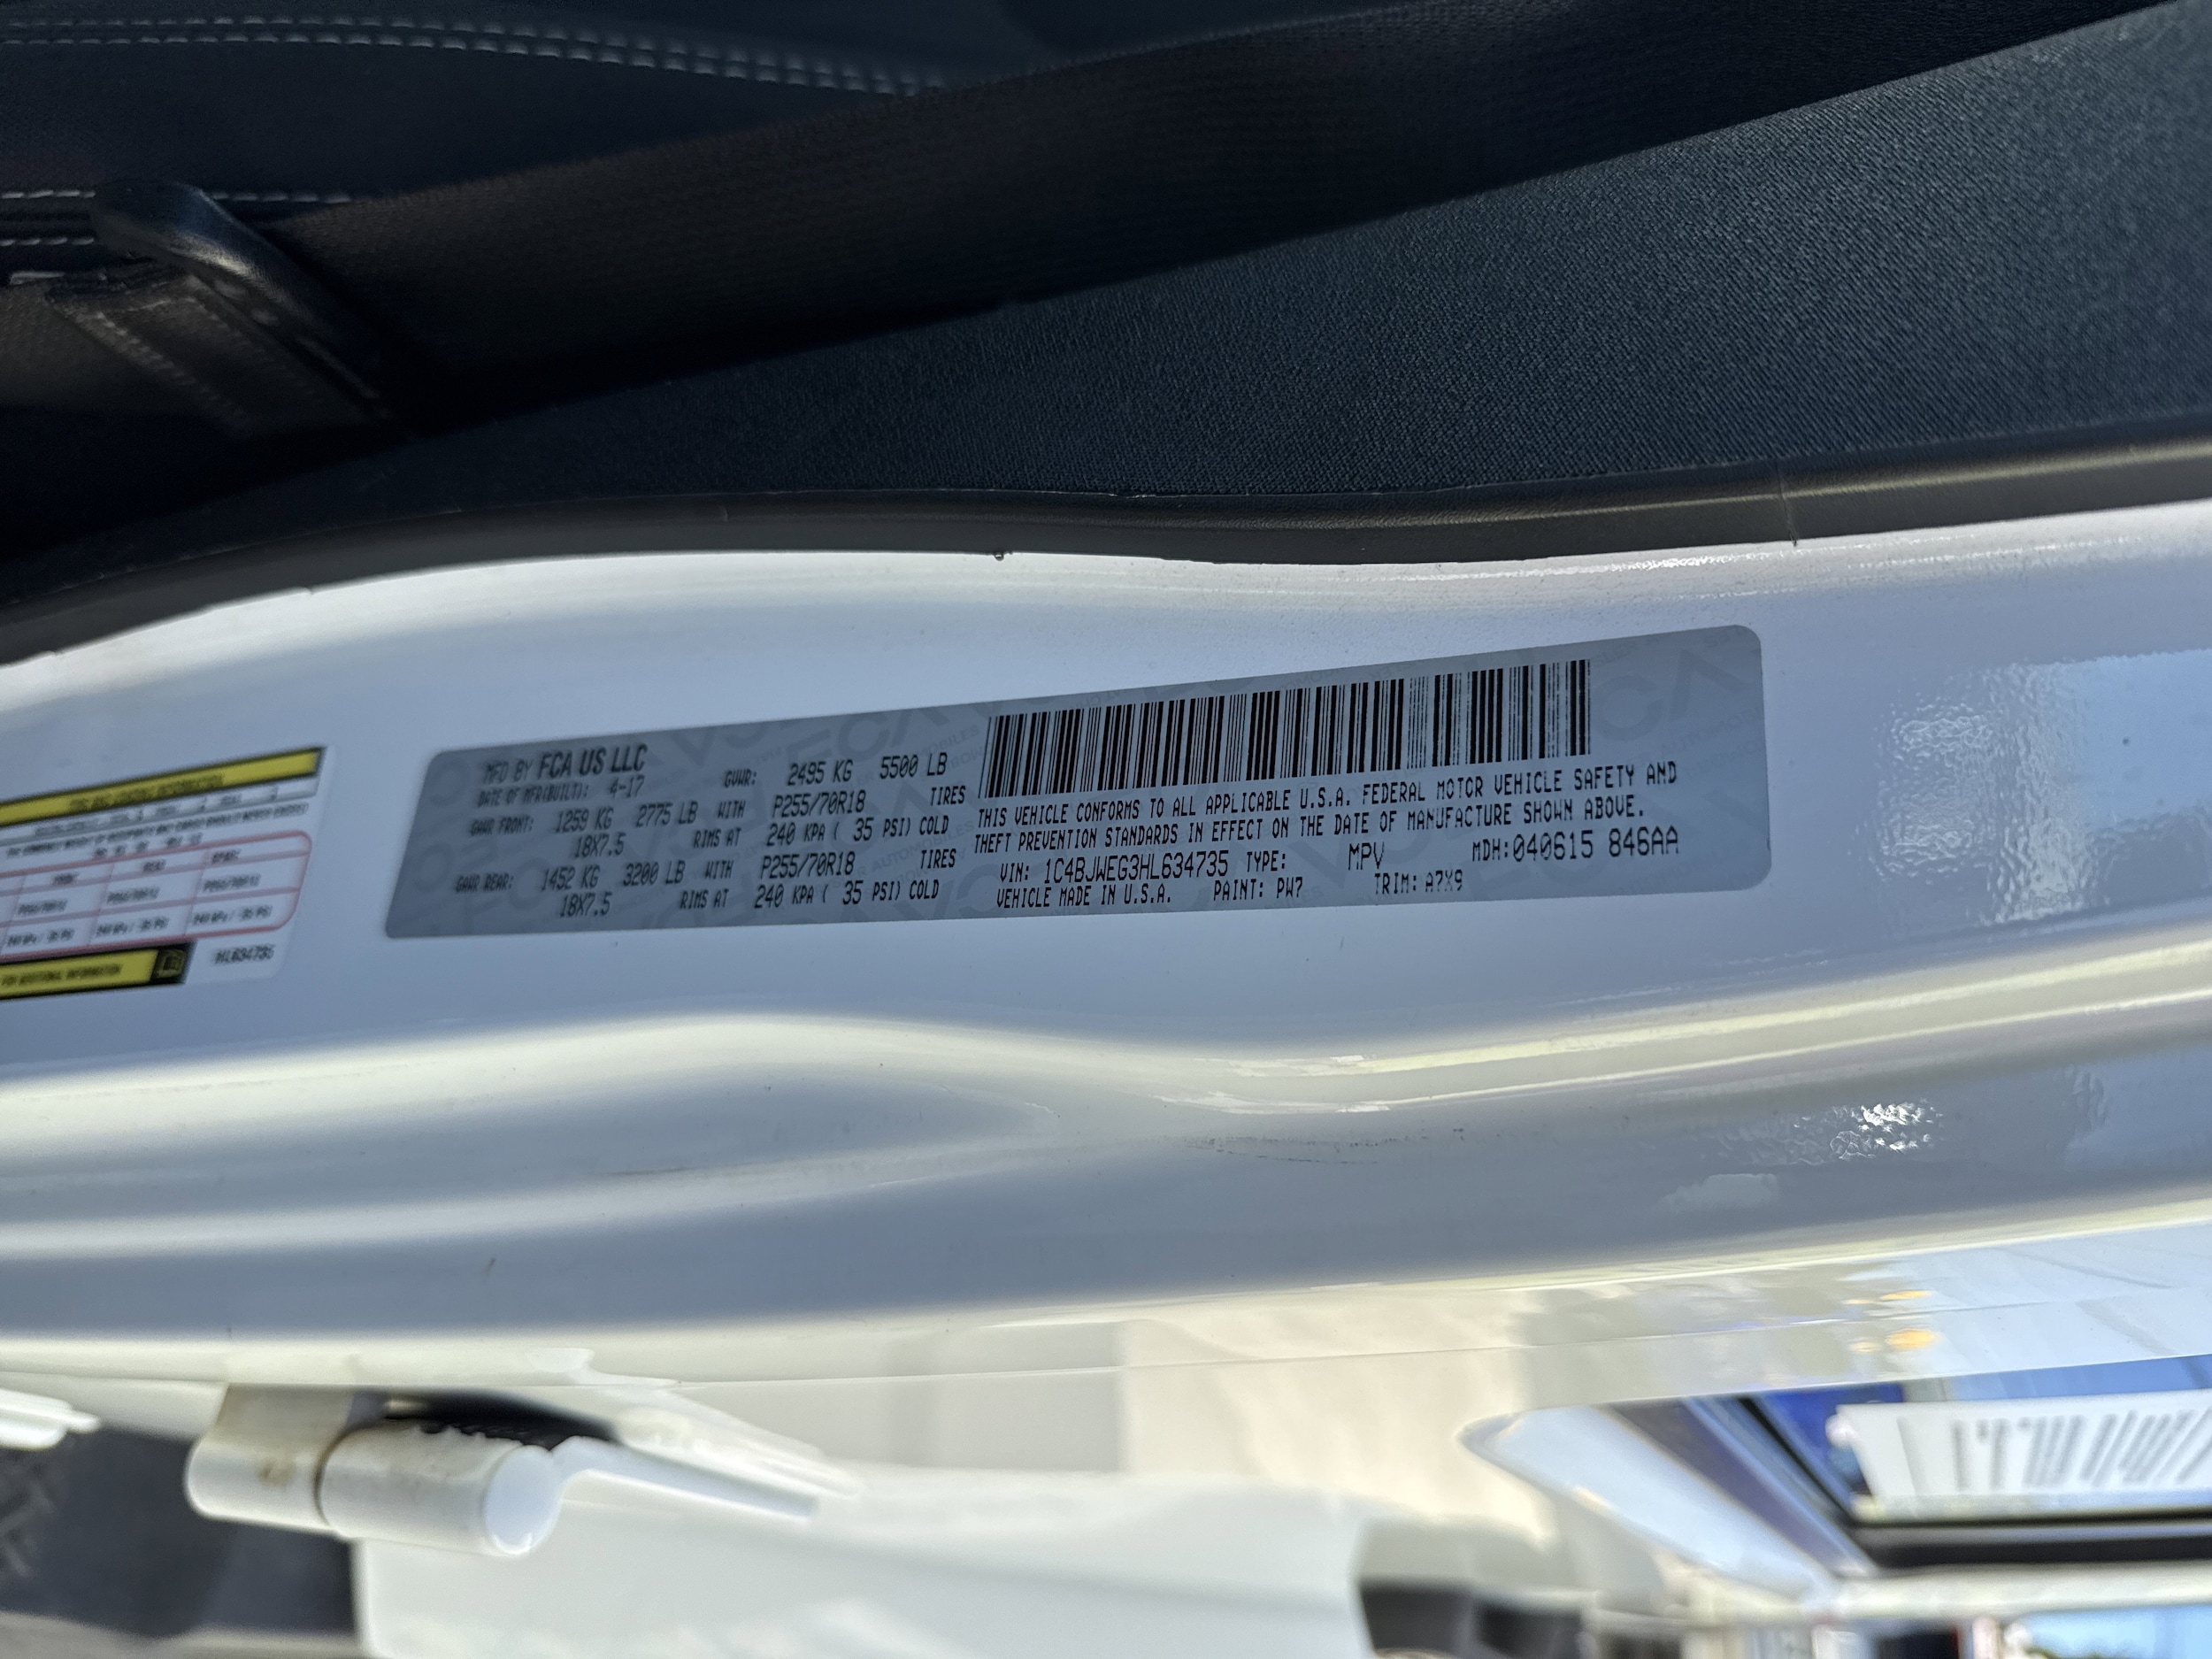 MFD BY FCA US LLC
DATE OF MFR(BUILT): 4-17
GVWR: 2495 KG 5500 LB
GAWR FRONT: 1259 KG 2775 LB WITH P255/70R18 TIRES
18X7.5 RIMS AT 240 KPA ( 35 PSI) COLD
GAWR REAR: 1452 KG 3200 LB WITH P255/70R18 TIRES
18X7.5 RIMS AT 240 KPA ( 35 PSI) COLD
THIS VEHICLE CONFORMS TO ALL APPLICABLE U.S.A. FEDERAL MOTOR VEHICLE SAFETY AND
THEFT PREVENTION STANDARDS IN EFFECT ON THE DATE OF MANUFACTURE SHOWN ABOVE.
VIN: 1C4BJWEG3HL634735 TYPE: MPV MDH:040615 846AA
VEHICLE MADE IN U.S.A. PAINT: PW7 TRIM: A7X9
FOR ADDITIONAL INFORMATION
HL634735